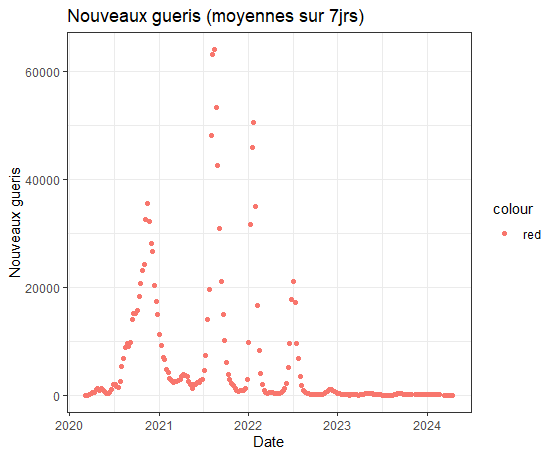 Nouveaux gueris (moyennes sur 7jrs)
60000
40000
20000
0
Nouveaux gueris
2020
2021
2022
2023
2024
Date
colour
red